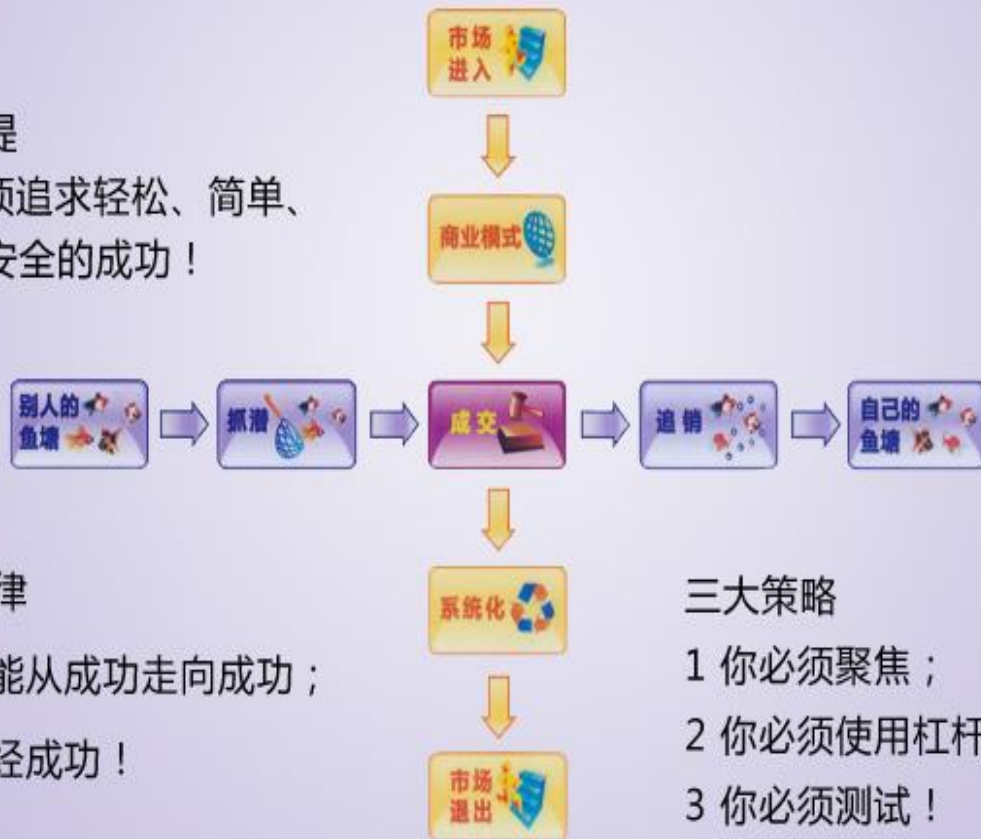 市场
进入
提
须追求轻松、简单、
安全的成功！
商业模式
别人的
鱼塘
抓潜
成交
追销
自己的
鱼塘
律
能从成功走向成功；
经成功！
系统化
三大策略
1 你必须聚焦；
2 你必须使用杠杆
3 你必须测试！
市场
退出